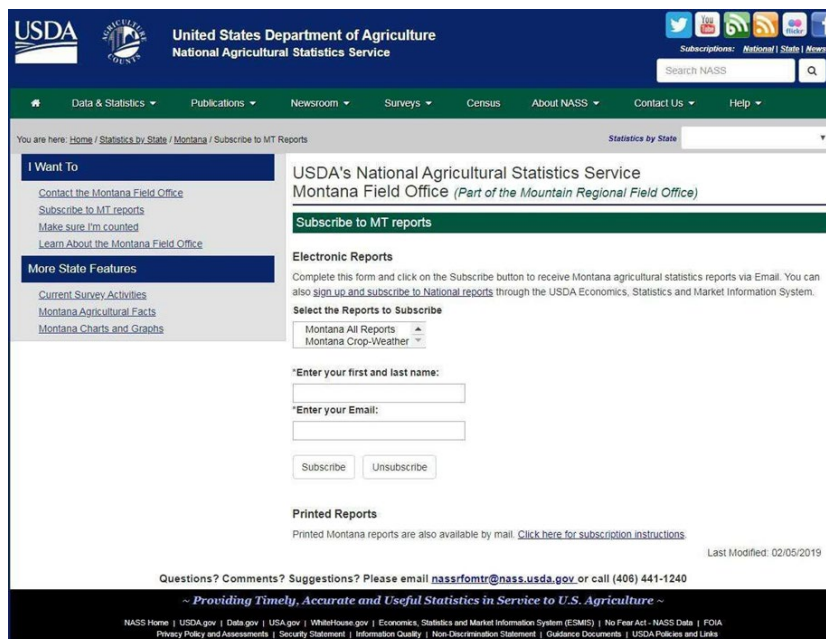 USDA
AGRICULTURE
COUNTS
United States Department of Agriculture
National Agricultural Statistics Service
You
flickr
Subscriptions: National | State | News
Search NASS
Data & Statistics
Publications
Newsroom
Surveys
Census
About NASS
Contact Us
Help
You are here: Home / Statistics by State / Montana / Subscribe to MT Reports
Statistics by State
I Want To
Contact the Montana Field Office
Subscribe to MT reports
Make sure I'm counted
Learn About the Montana Field Office
More State Features
Current Survey Activities
Montana Agricultural Facts
Montana Charts and Graphs
USDA's National Agricultural Statistics Service
Montana Field Office (Part of the Mountain Regional Field Office)
Subscribe to MT reports
Electronic Reports
Complete this form and click on the Subscribe button to receive Montana agricultural statistics reports via Email. You can
also sign up and subscribe to National reports through the USDA Economics, Statistics and Market Information System.
Select the Reports to Subscribe
Montana All Reports
Montana Crop-Weather
*Enter your first and last name:
*Enter your Email:
Subscribe
Unsubscribe
Printed Reports
Printed Montana reports are also available by mail. Click here for subscription instructions.
Last Modified: 02/05/2019
Questions? Comments? Suggestions? Please email nassrfomtr@nass.usda.gov or call (406) 441-1240
~ Providing Timely, Accurate and Useful Statistics in Service to U.S. Agriculture ~
NASS Home | USDA.gov | Data.gov | USA.gov | WhiteHouse.gov | Economics, Statistics and Market Information System (ESMIS) | No Fear Act - NASS Data | FOIA
Privacy Policy and Assessments | Security Statement | Information Quality | Non-Discrimination Statement | Guidance Documents | USDA Policies and Links